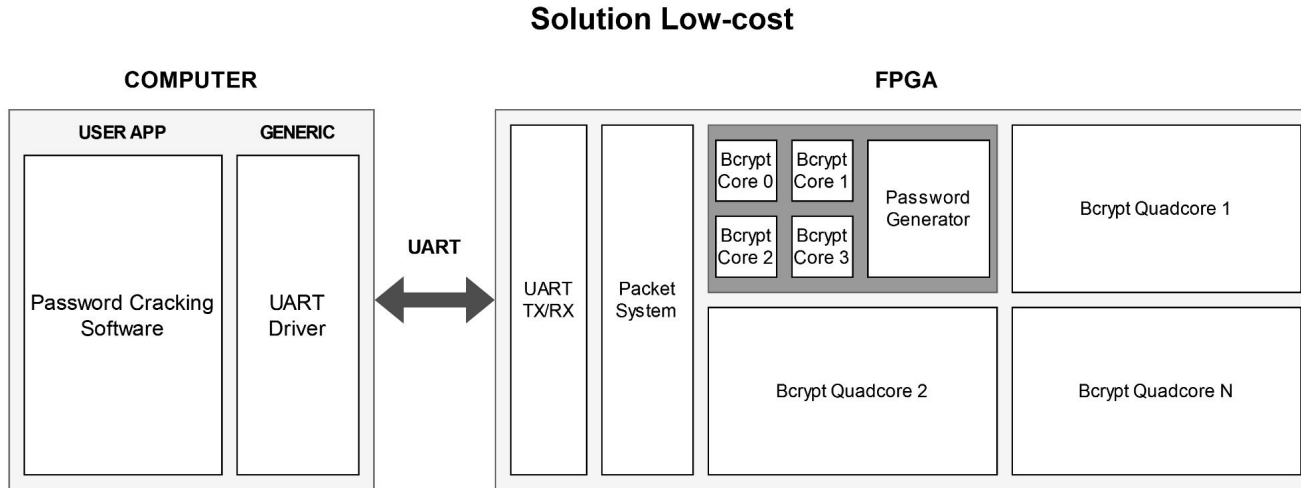 Solution Low-cost
COMPUTER
FPGA
USER APP
GENERIC
Password Cracking
Software
UART
Driver
UART
UART
TX/RX
Packet
System
Bcrypt
Core 0
Bcrypt
Core 1
Bcrypt
Core 2
Bcrypt
Core 3
Password
Generator
Bcrypt Quadcore 1
Bcrypt Quadcore 2
Bcrypt Quadcore N